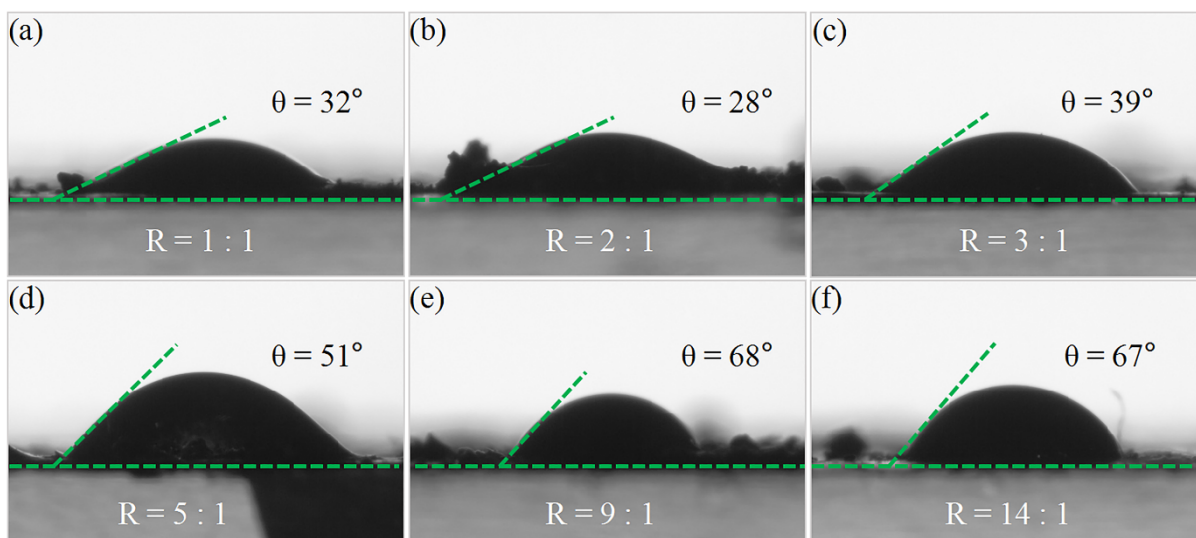 (a)
θ = 32°
R = 1 : 1
(b)
θ = 28°
R = 2 : 1
(c)
θ = 39°
R = 3 : 1
(d)
θ = 51°
R = 5 : 1
(e)
θ = 68°
R = 9 : 1
(f)
θ = 67°
R = 14 : 1